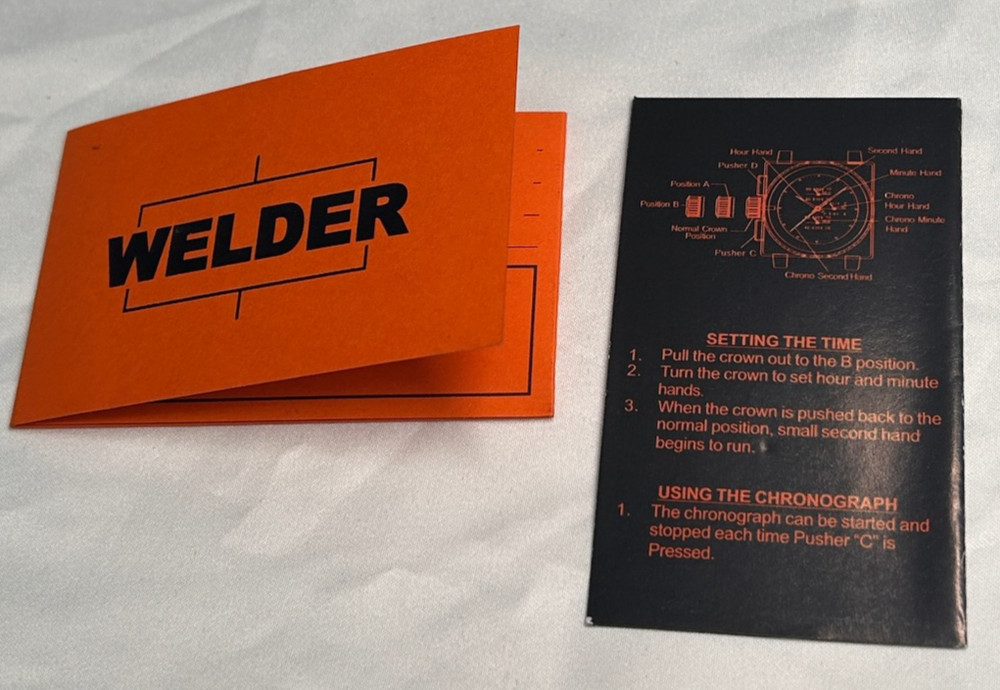 WELDER
Hour Hand
Second Hand
Pusher D
Minute Hand
Position A
Chrono
Hour Hand
Position B
Chrono Minute
Hand
Normal Crown
Position
Pusher C
Chrono Second Hand
SETTING THE TIME
1. Pull the crown out to the B position.
2. Turn the crown to set hour and minute
hands.
3. When the crown is pushed back to the
normal position, small second hand
begins to run.
USING THE CHRONOGRAPH
1. The chronograph can be started and
stopped each time Pusher "C" is
Pressed.